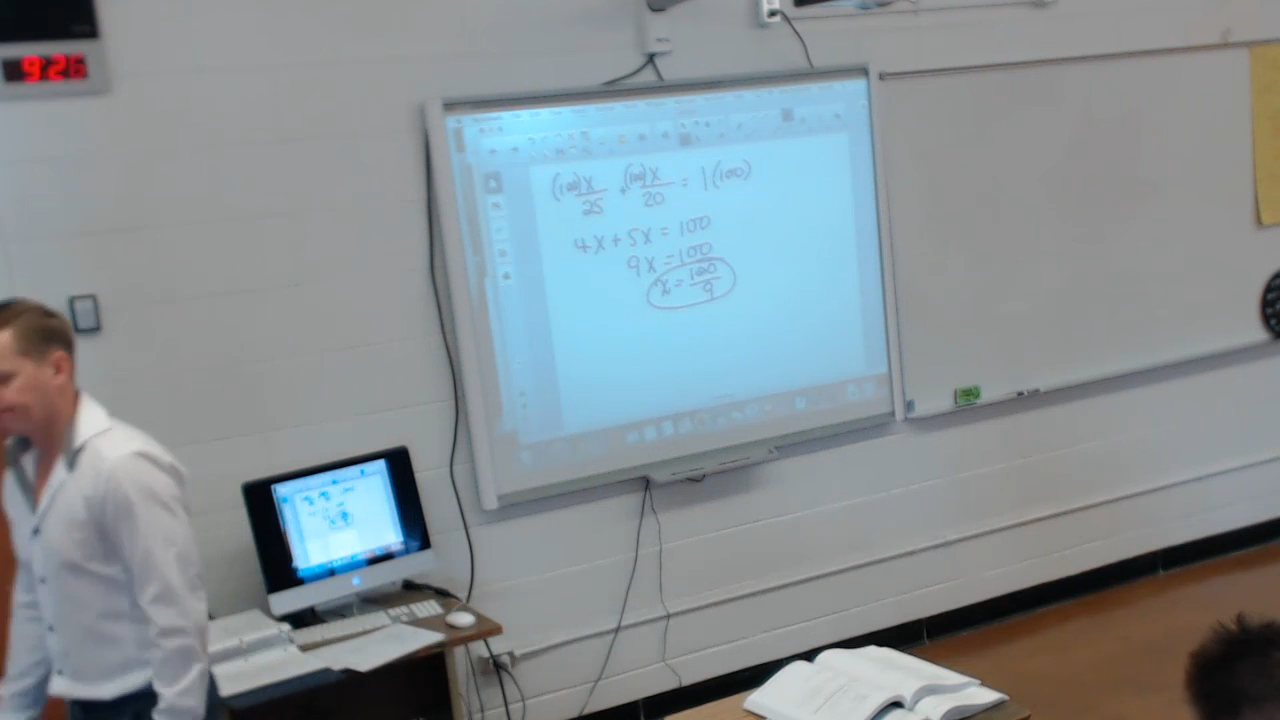 9:26
(100)X/25 + (100)X/20 = 1(100)
4X+5X=100
9X=100
x=100/9